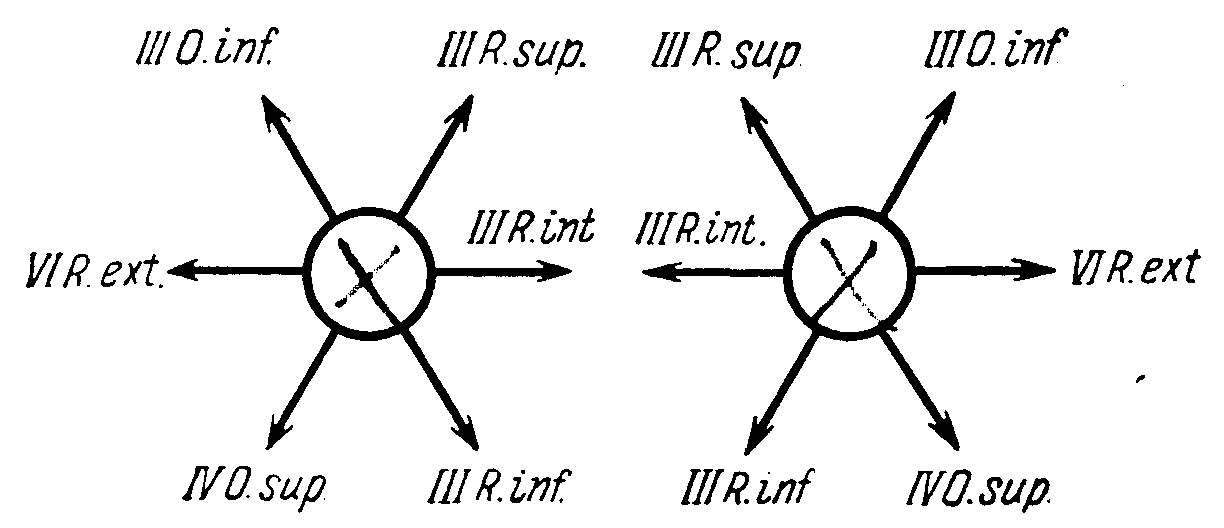 III O.inf. III R.sup. III R.sup III O.inf
III R.int III R.int.
VI R.ext. VI R.ext
IV O.sup III R.inf. III R.inf IV O.sup.